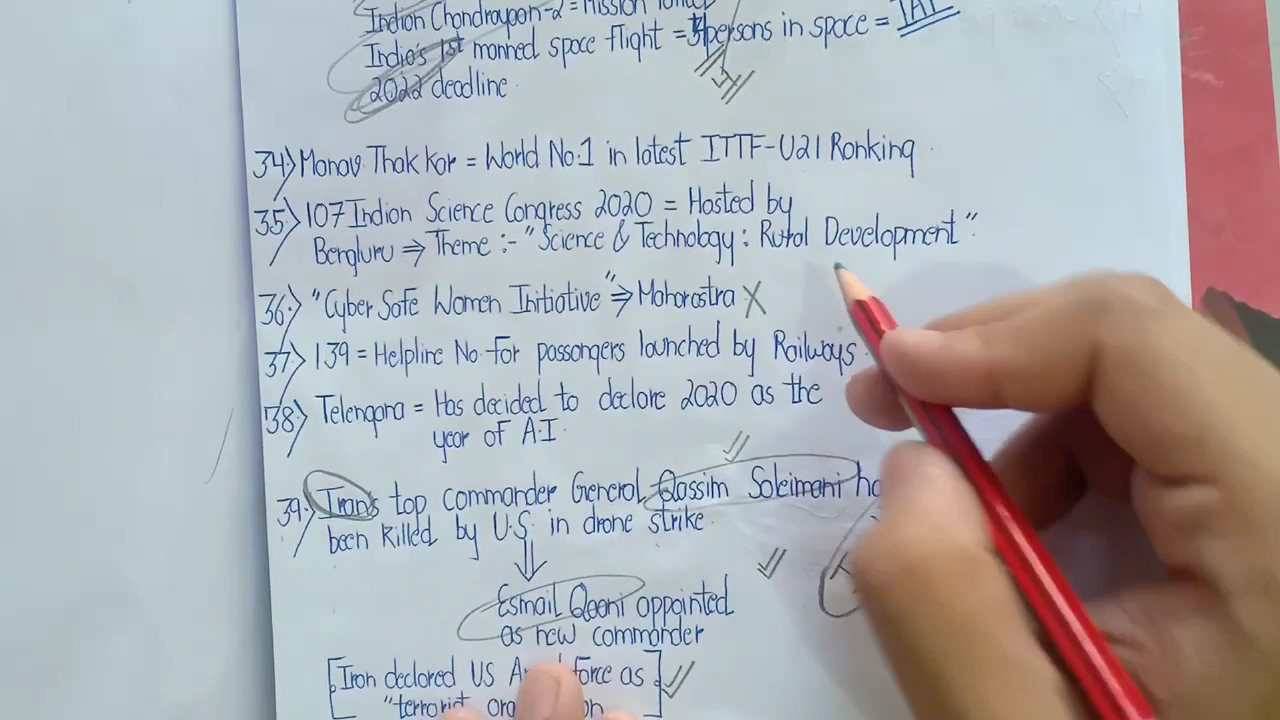 Indian Chandrayaan-2 = Mission
India's 1st manned space flight = persons in space =
2022 deadline
34) Manav Thakkar = World No.1 in latest ITTF-U21 Ranking
35) 107 Indian Science Congress 2020 = Hosted by
Bengluru ⇒ Theme :- "Science & Technology : Rural Development"
36) "Cyber Safe Women Initiative" ⇒ Maharastra X
37) 139 = Helpline No. for passangers launched by Railways
38) Telengana = Has decided to declare 2020 as the
year of A.I
39) Iran's top commander General Qassim Soleimani
been killed by U.S. in drone strike
Esmail Qaani appointed
as new commander
[Iran declared US force as]
"terrorist